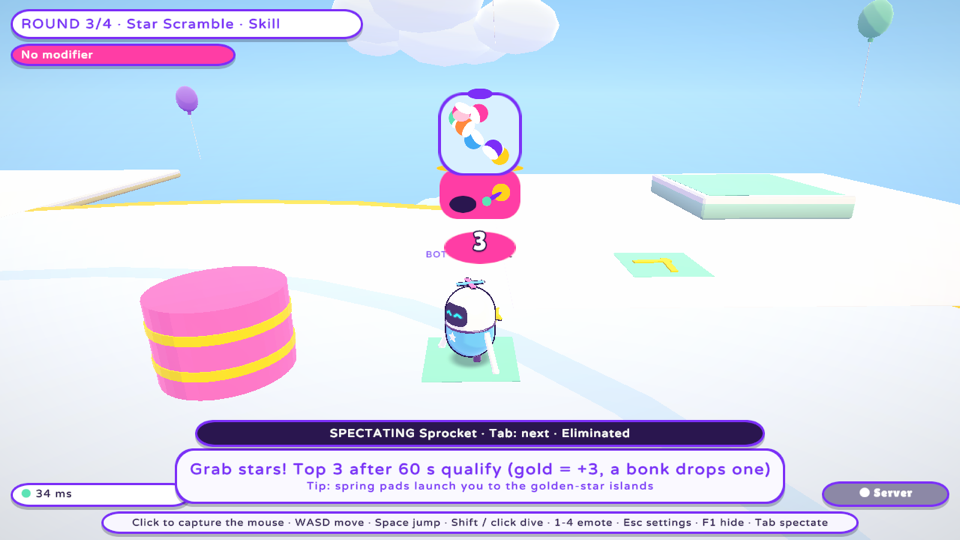 ROUND 3/4 · Star Scramble · Skill
No modifier
3
BOT
SPECTATING Sprocket · Tab: next · Eliminated
Grab stars! Top 3 after 60 s qualify (gold = +3, a bonk drops one)
Tip: spring pads launch you to the golden-star islands
34 ms
Server
Click to capture the mouse · WASD move · Space jump · Shift / click dive · 1-4 emote · Esc settings · F1 hide · Tab spectate